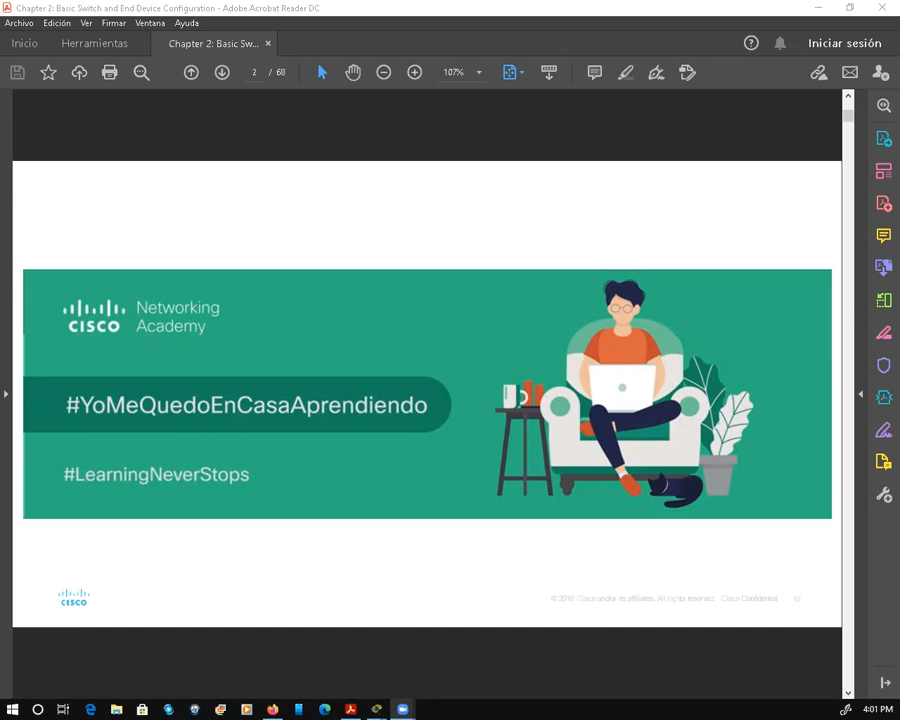 Chapter 2: Basic Switch and End Device Configuration - Adobe Acrobat Reader DC
Archivo Edición Ver Firmar Ventana Ayuda
Inicio Herramientas Chapter 2: Basic Sw... × Iniciar sesión
2 / 68 107%
CISCO Networking Academy
#YoMeQuedoEnCasaAprendiendo
#LearningNeverStops
CISCO © 2016 Cisco and/or its affiliates. All rights reserved. Cisco Confidential 10
4:01 PM